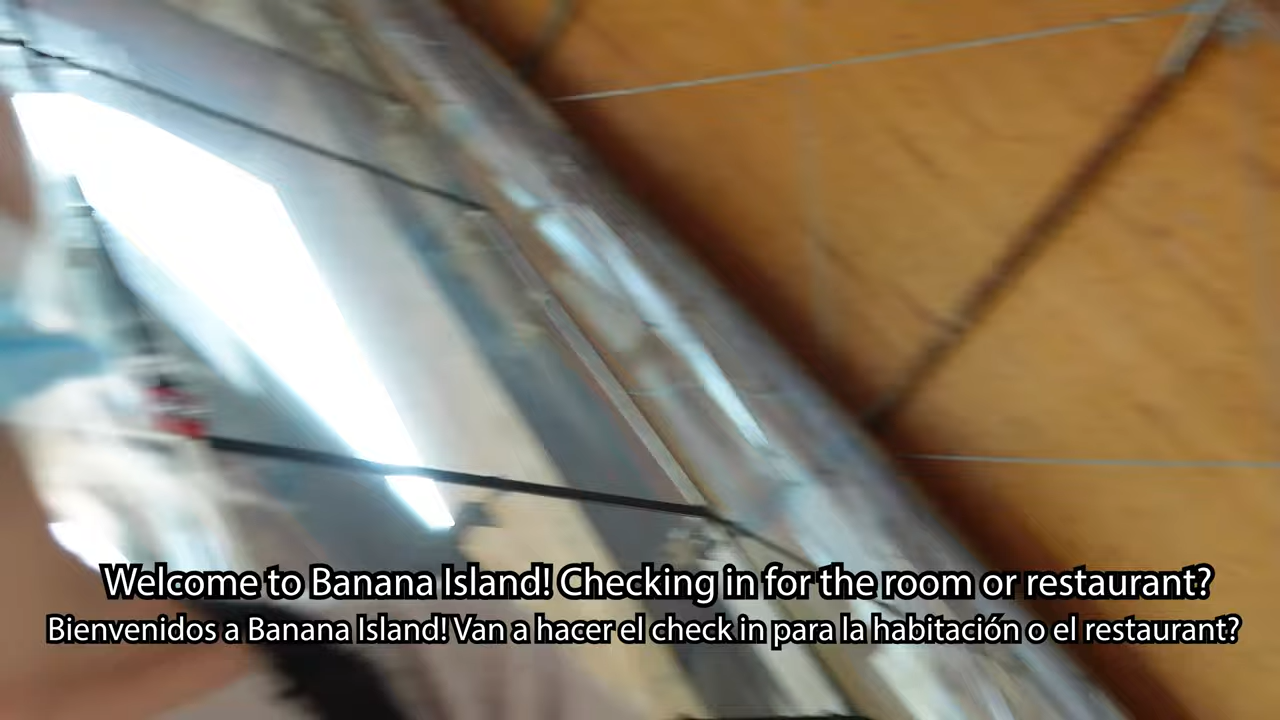 Welcome to Banana Island! Checking in for the room or restaurant?
Bienvenidos a Banana Island! Van a hacer el check in para la habitación o el restaurant?